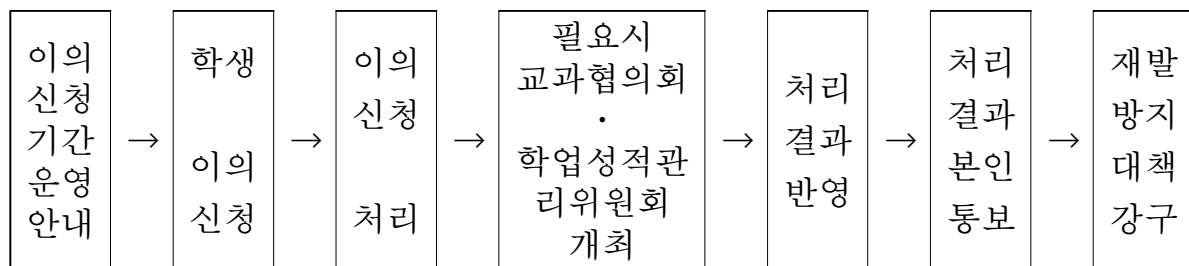 이의
신청
기간
운영
안내
→
학생
이의
신청
→
이의
신청
처리
→
필요시
교과협의회
·
학업성적관
리위원회
개최
→
처리
결과
반영
→
처리
결과
본인
통보
→
재발
방지
대책
강구